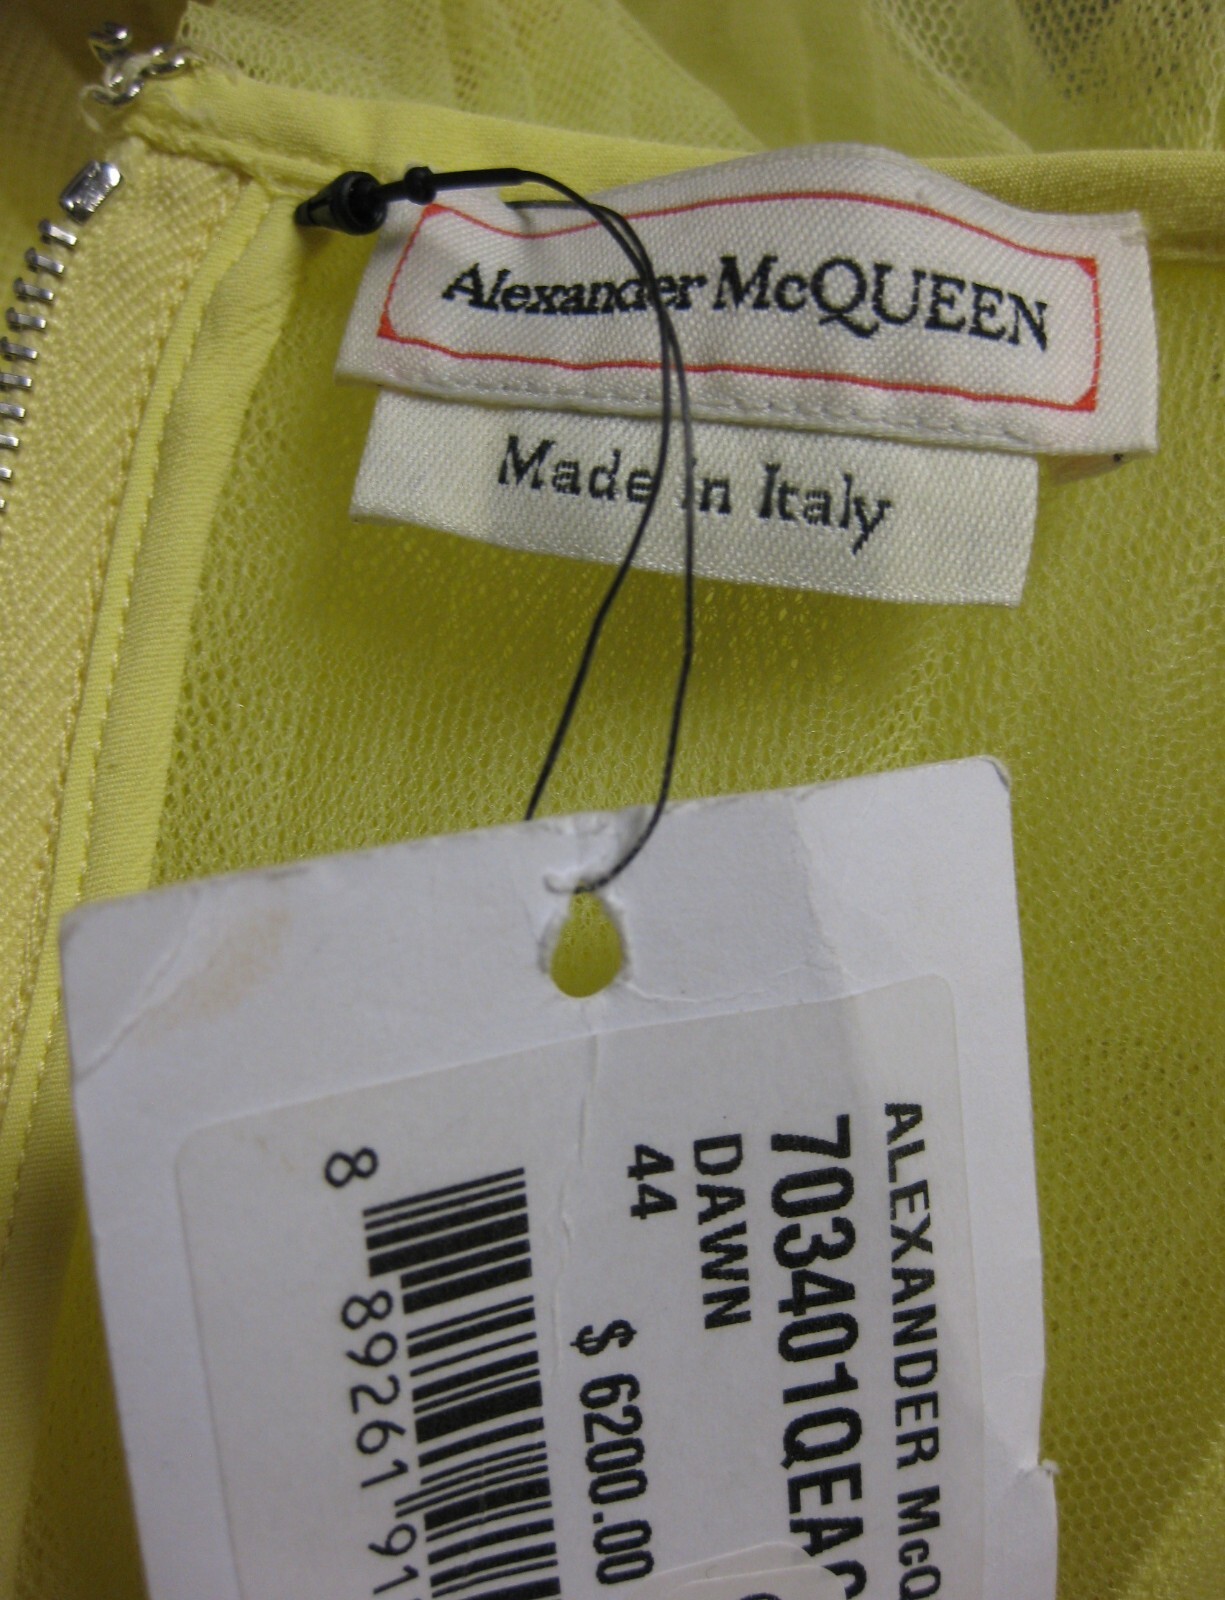 Alexander McQUEEN
Made in Italy
ALEXANDER McQ
703401QEA
DAWN
44
$ 6200.00
8 89261 91